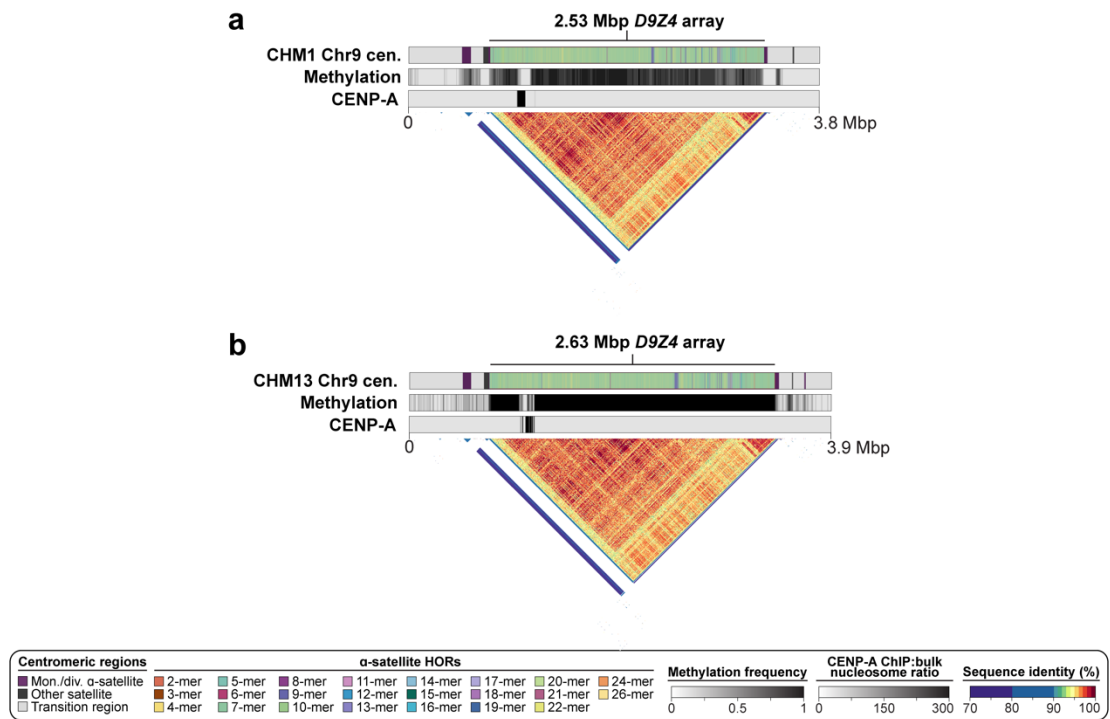 a
2.53 Mbp D9Z4 array
CHM1 Chr9 cen.
Methylation
CENP-A
0
3.8 Mbp
b
2.63 Mbp D9Z4 array
CHM13 Chr9 cen.
Methylation
CENP-A
0
3.9 Mbp
Centromeric regions
Mon./div. α-satellite
Other satellite
Transition region
α-satellite HORs
2-mer 5-mer 8-mer 11-mer 14-mer 17-mer 20-mer 24-mer
3-mer 6-mer 9-mer 12-mer 15-mer 18-mer 21-mer 26-mer
4-mer 7-mer 10-mer 13-mer 16-mer 19-mer 22-mer
Methylation frequency
0 0.5 1
CENP-A ChIP:bulk
nucleosome ratio
0 150 300
Sequence identity (%)
70 80 90 100